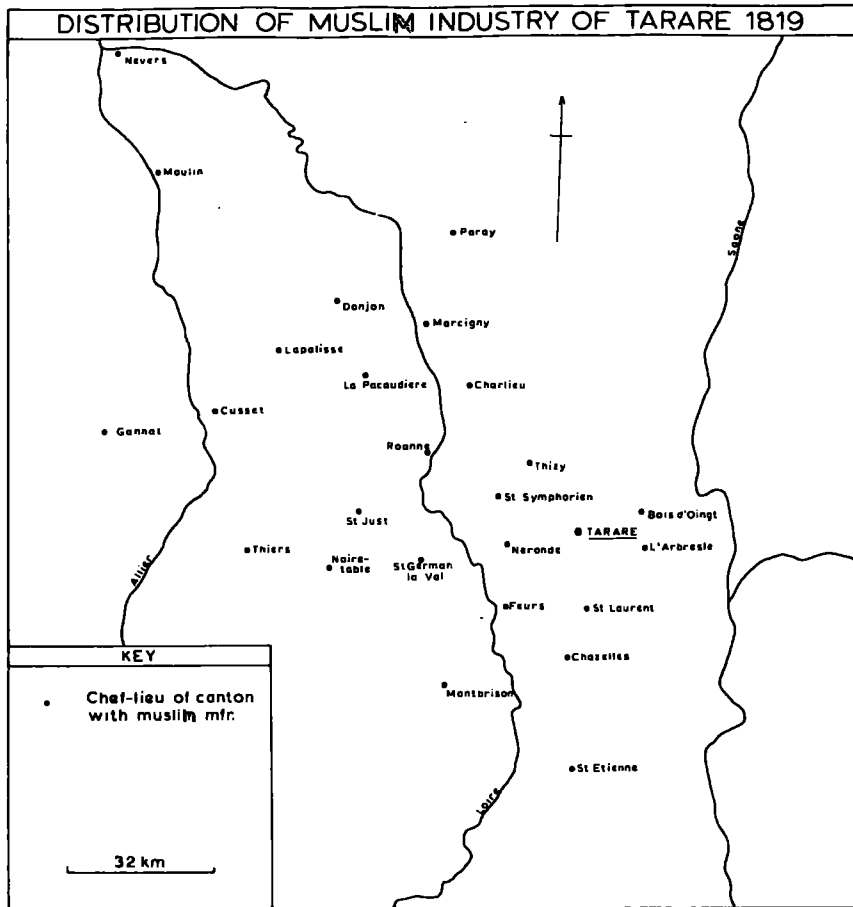 DISTRIBUTION OF MUSLIM INDUSTRY OF TARARE 1819
Nevers
Moulin
Saone
Paray
Donjon
Marcigny
Lapalisse
La Pacaudiere
Charlieu
Cusset
Gannat
Roanne
Thizy
St Symphorien
St Just
Bois d'Oingt
TARARE
Neronde
L'Arbresle
Thiers
Noire-
table
St German
la Val
Allier
Feurs
St Laurent
Chazelles
Montbrison
St Etienne
Loire
KEY
Chef-lieu of canton
with muslin mfr.
32 km